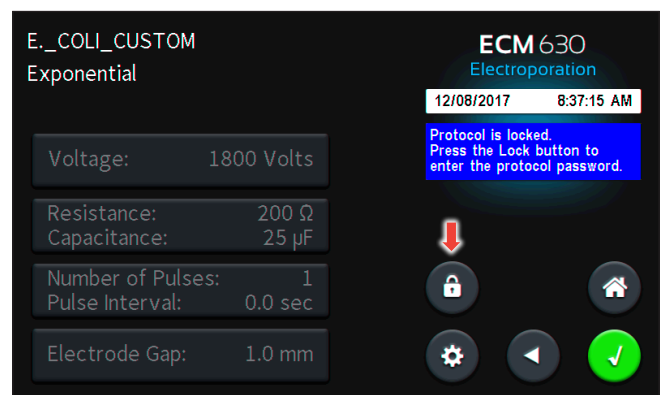 E._COLI_CUSTOM
Exponential
Voltage: 1800 Volts
Resistance: 200 Ω
Capacitance: 25 µF
Number of Pulses: 1
Pulse Interval: 0.0 sec
Electrode Gap: 1.0 mm
ECM 630
Electroporation
12/08/2017 8:37:15 AM
Protocol is locked.
Press the Lock button to
enter the protocol password.